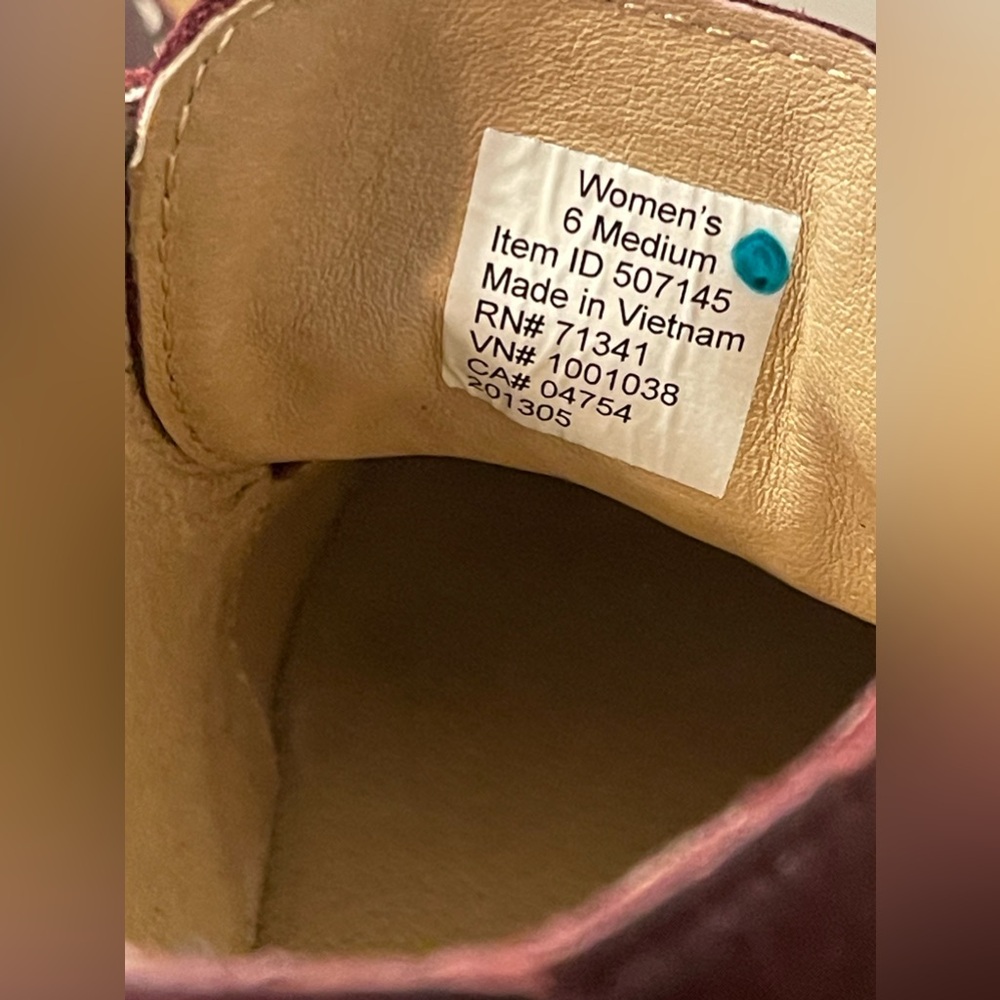 Women's
6 Medium
Item ID 507145
Made in Vietnam
RN# 71341
VN# 1001038
CA# 04754
201305